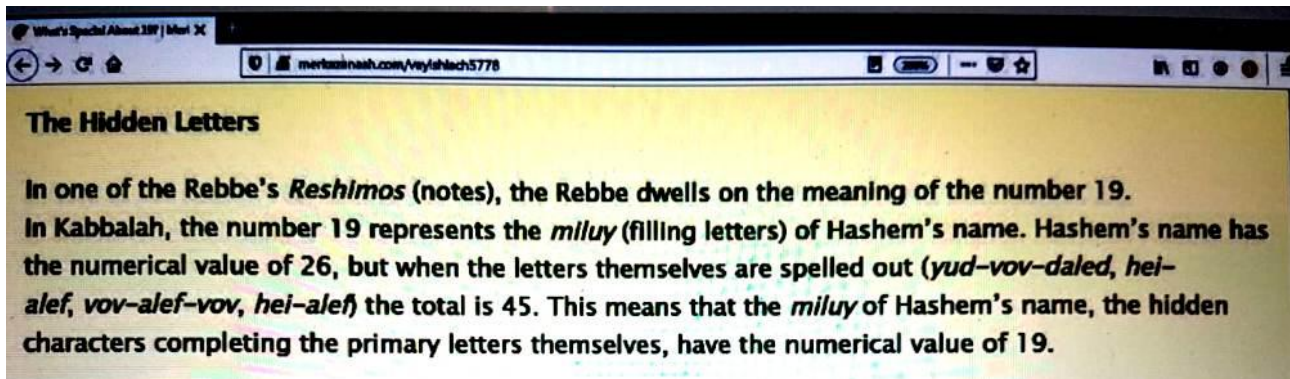 What's Special About 19? |
The Hidden Letters
In one of the Rebbe's Reshimos (notes), the Rebbe dwells on the meaning of the number 19.
In Kabbalah, the number 19 represents the miluy (filling letters) of Hashem's name. Hashem's name has
the numerical value of 26, but when the letters themselves are spelled out (yud–vov–daled, hei–
alef, vov–alef–vov, hei–alef) the total is 45. This means that the miluy of Hashem's name, the hidden
characters completing the primary letters themselves, have the numerical value of 19.